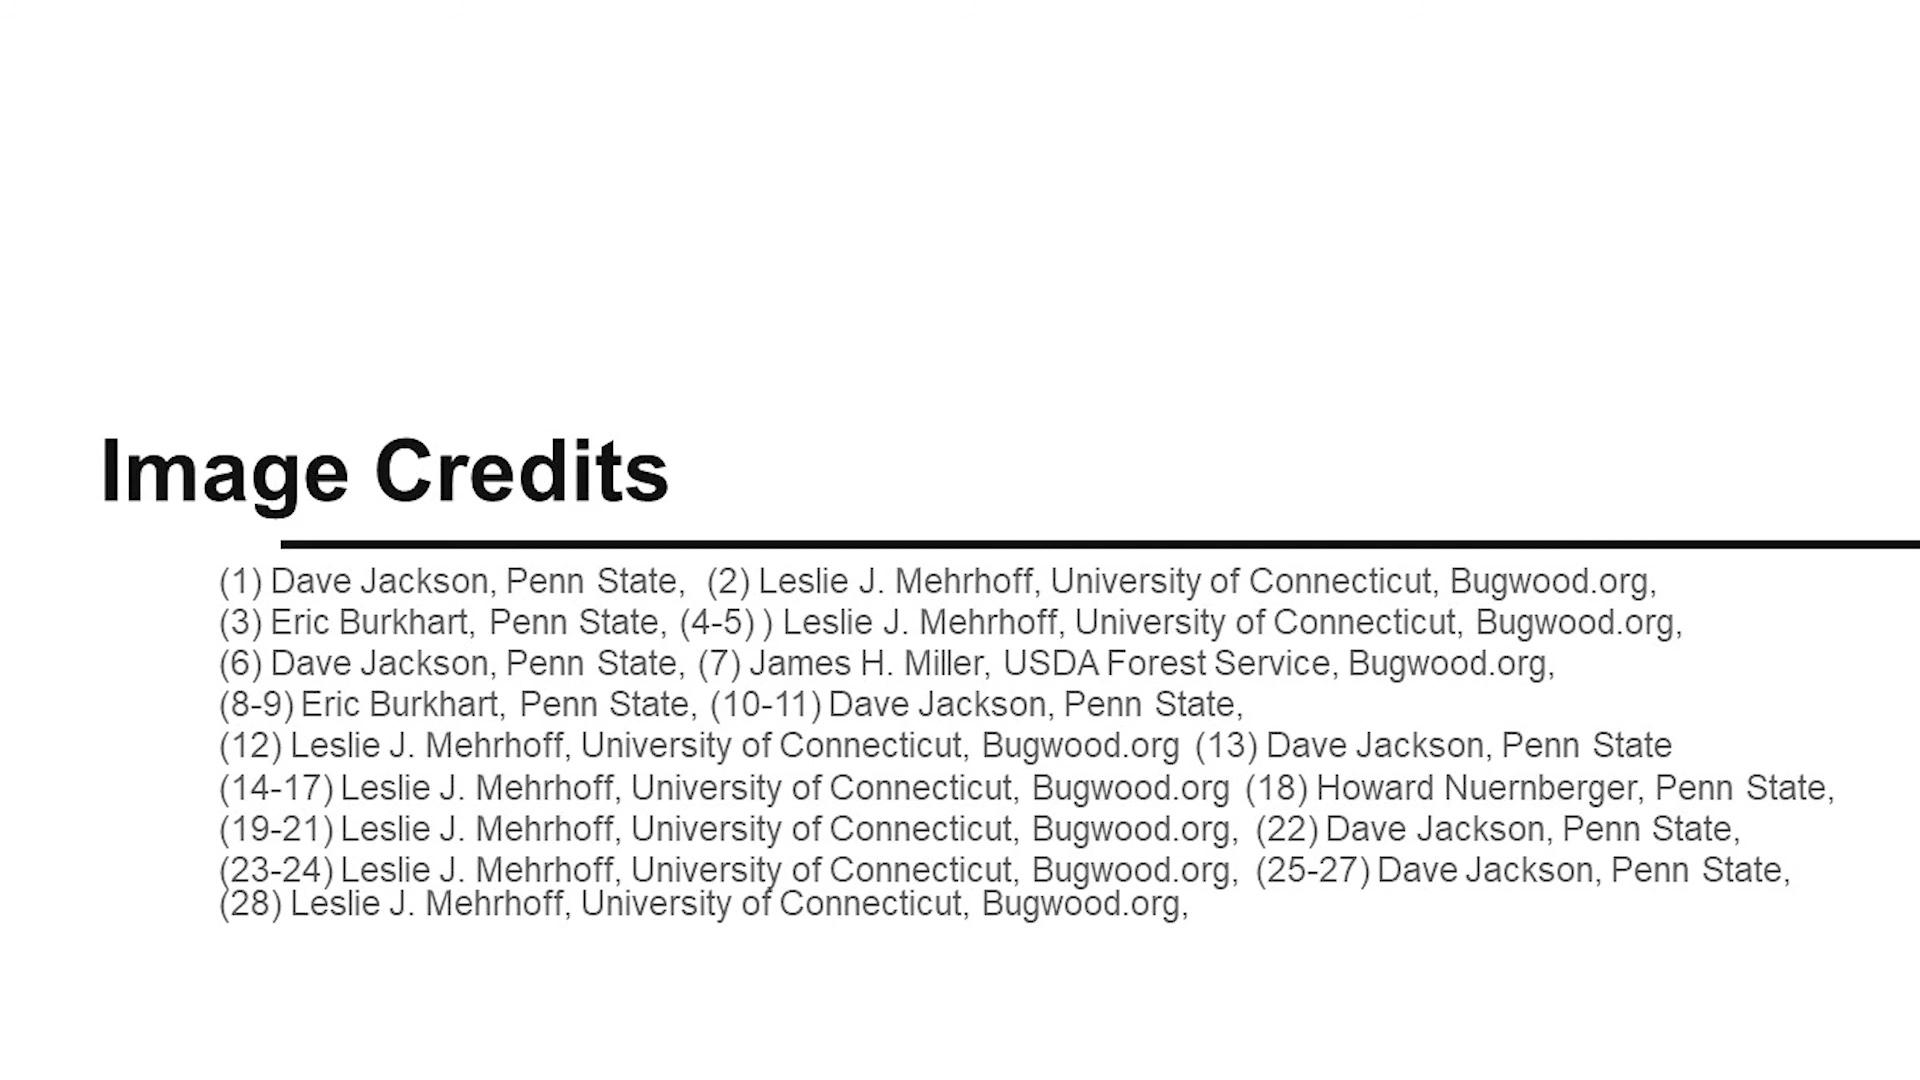 Image Credits
(1) Dave Jackson, Penn State, (2) Leslie J. Mehrhoff, University of Connecticut, Bugwood.org,
(3) Eric Burkhart, Penn State, (4-5) ) Leslie J. Mehrhoff, University of Connecticut, Bugwood.org,
(6) Dave Jackson, Penn State, (7) James H. Miller, USDA Forest Service, Bugwood.org,
(8-9) Eric Burkhart, Penn State, (10-11) Dave Jackson, Penn State,
(12) Leslie J. Mehrhoff, University of Connecticut, Bugwood.org (13) Dave Jackson, Penn State
(14-17) Leslie J. Mehrhoff, University of Connecticut, Bugwood.org (18) Howard Nuernberger, Penn State,
(19-21) Leslie J. Mehrhoff, University of Connecticut, Bugwood.org, (22) Dave Jackson, Penn State,
(23-24) Leslie J. Mehrhoff, University of Connecticut, Bugwood.org, (25-27) Dave Jackson, Penn State,
(28) Leslie J. Mehrhoff, University of Connecticut, Bugwood.org,